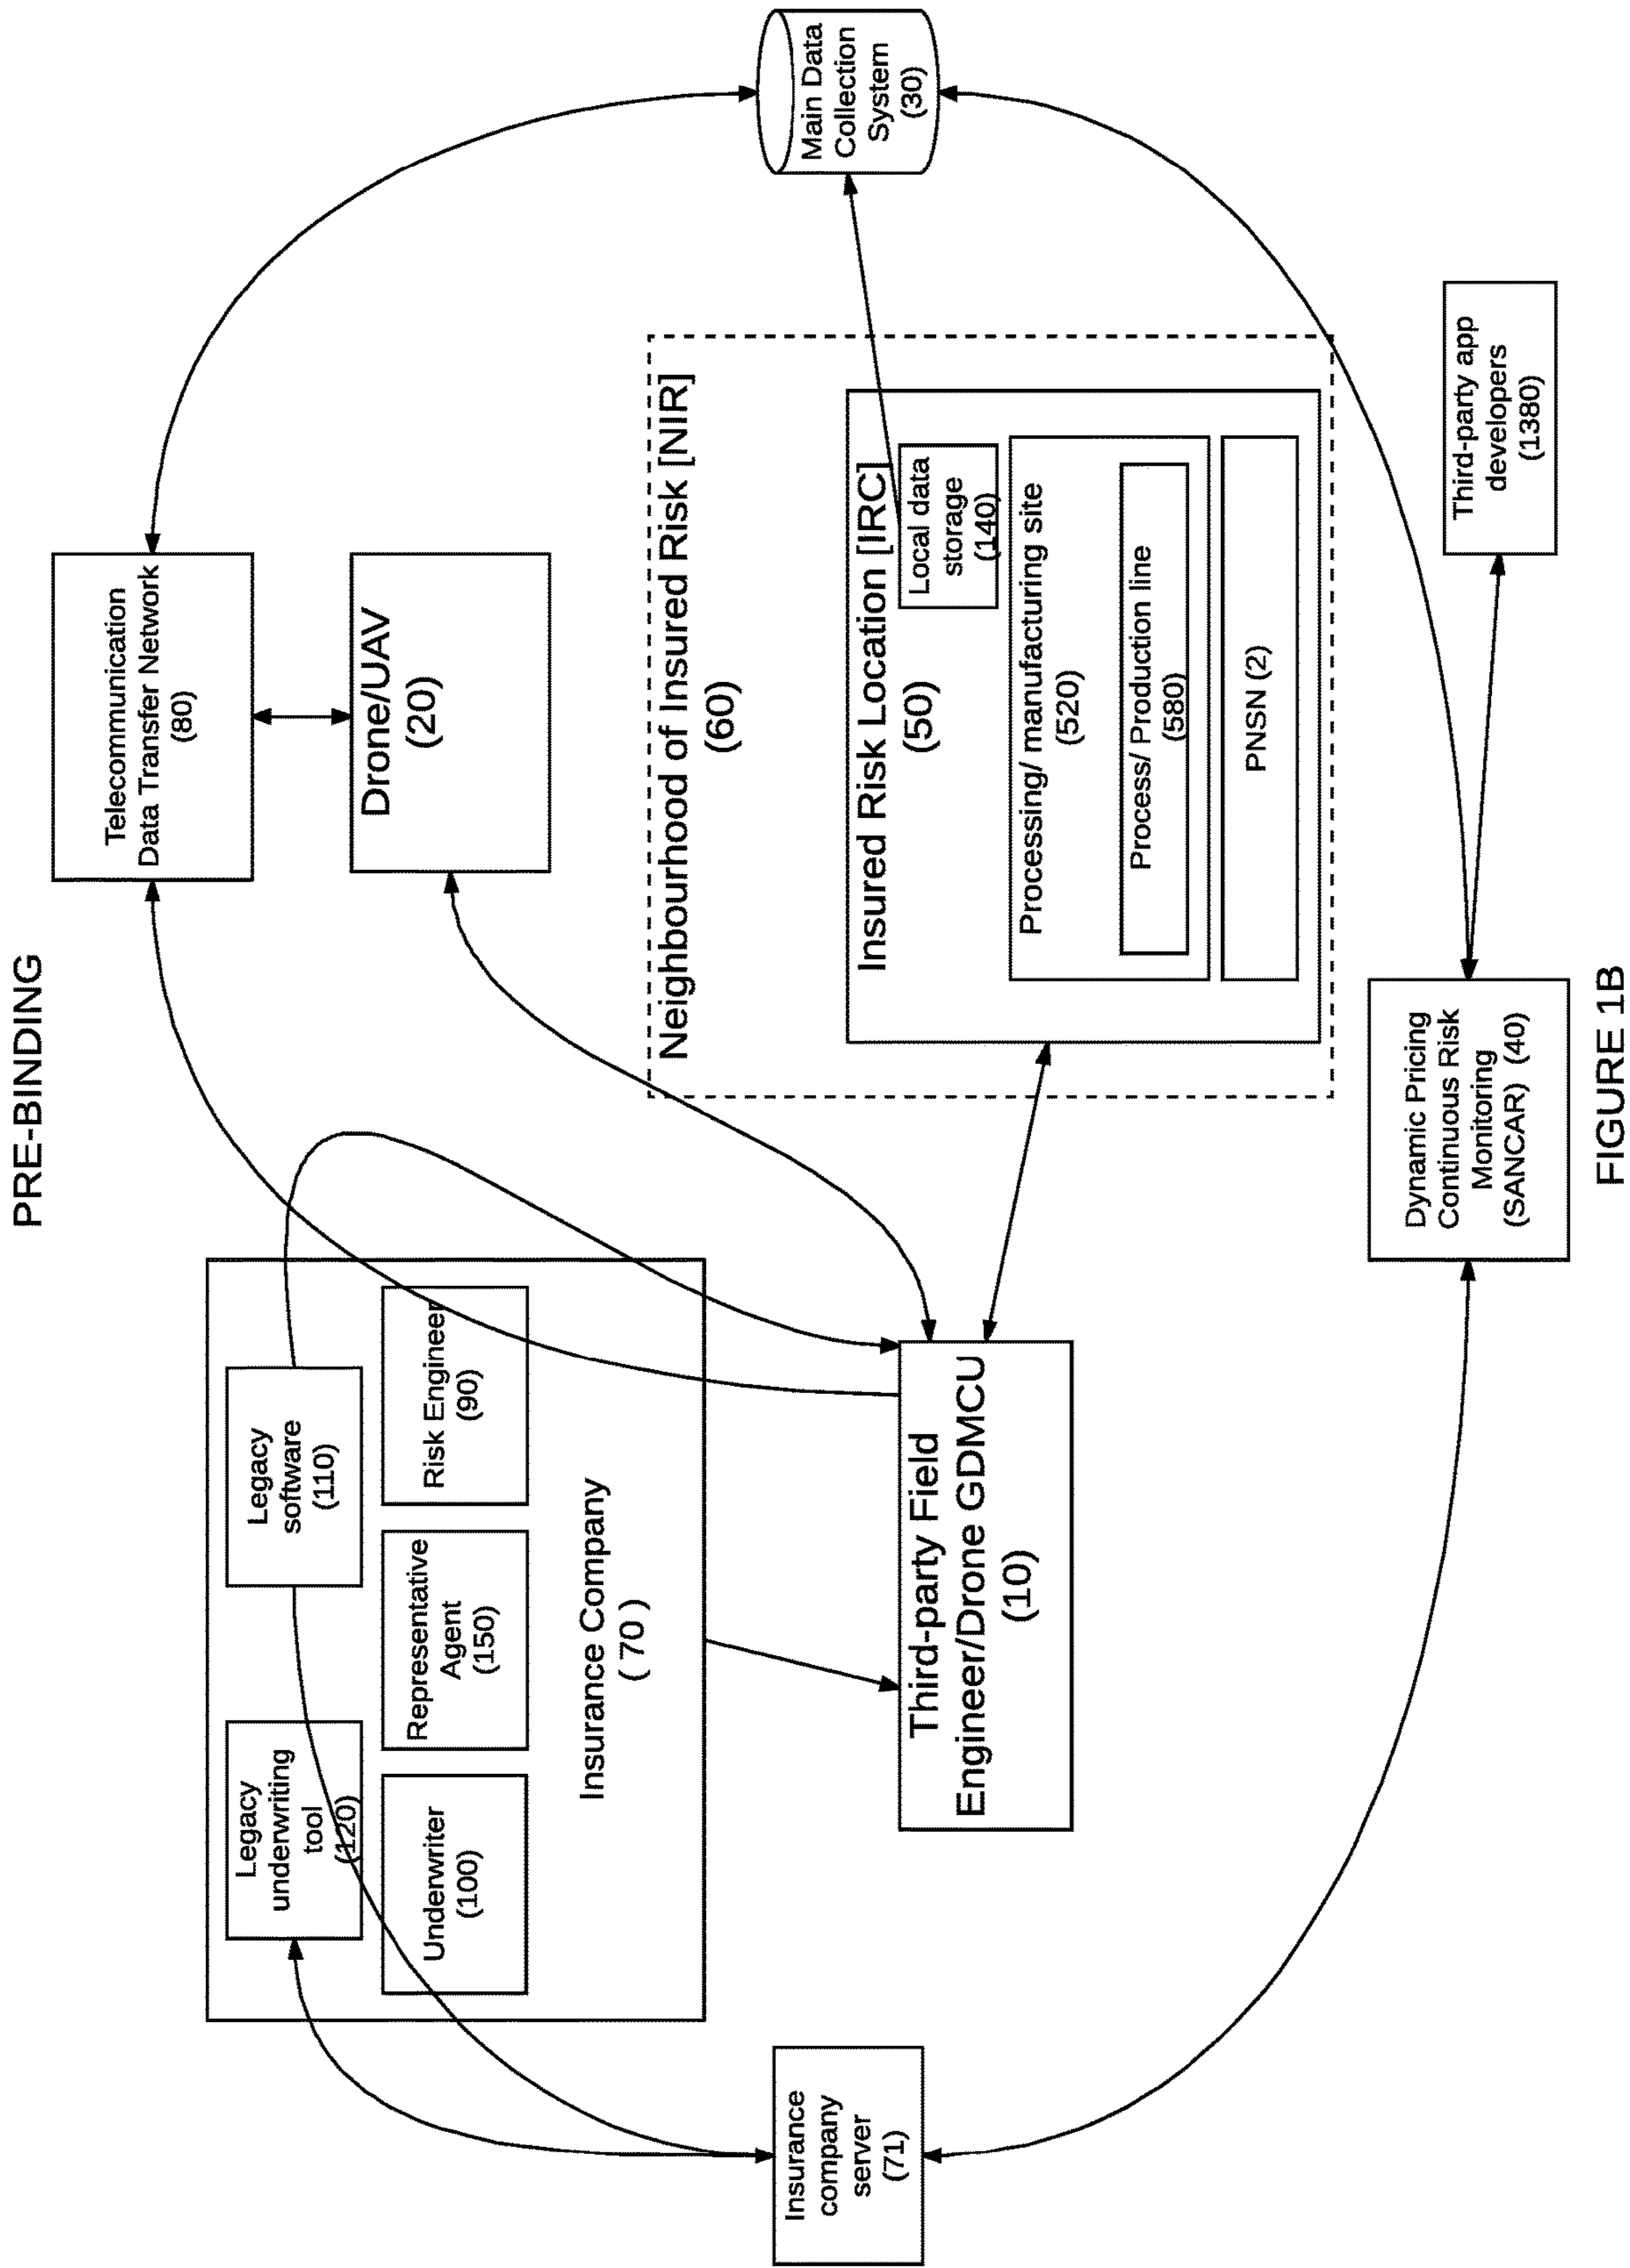 PRE-BINDING
Telecommunication
Data Transfer Network
(80)
Legacy
underwriting
tool
(120)
Legacy
software
(110)
Drone/UAV
(20)
Underwriter
(100)
Representative
Agent
(150)
Risk Engineer
(90)
Insurance Company
( 70 )
Neighbourhood of Insured Risk [NIR]
(60)
Insurance
company
server
(71)
Main Data
Collection
System
(30)
Insured Risk Location [IRC]
(50)
Local data
storage
(140)
Third-party Field
Engineer/Drone GDMCU
(10)
Processing/ manufacturing site
(520)
Process/ Production line
(580)
PNSN (2)
Dynamic Pricing
Continuous Risk
Monitoring
(SANCAR) (40)
Third-party app
developers
(1380)
FIGURE 1B